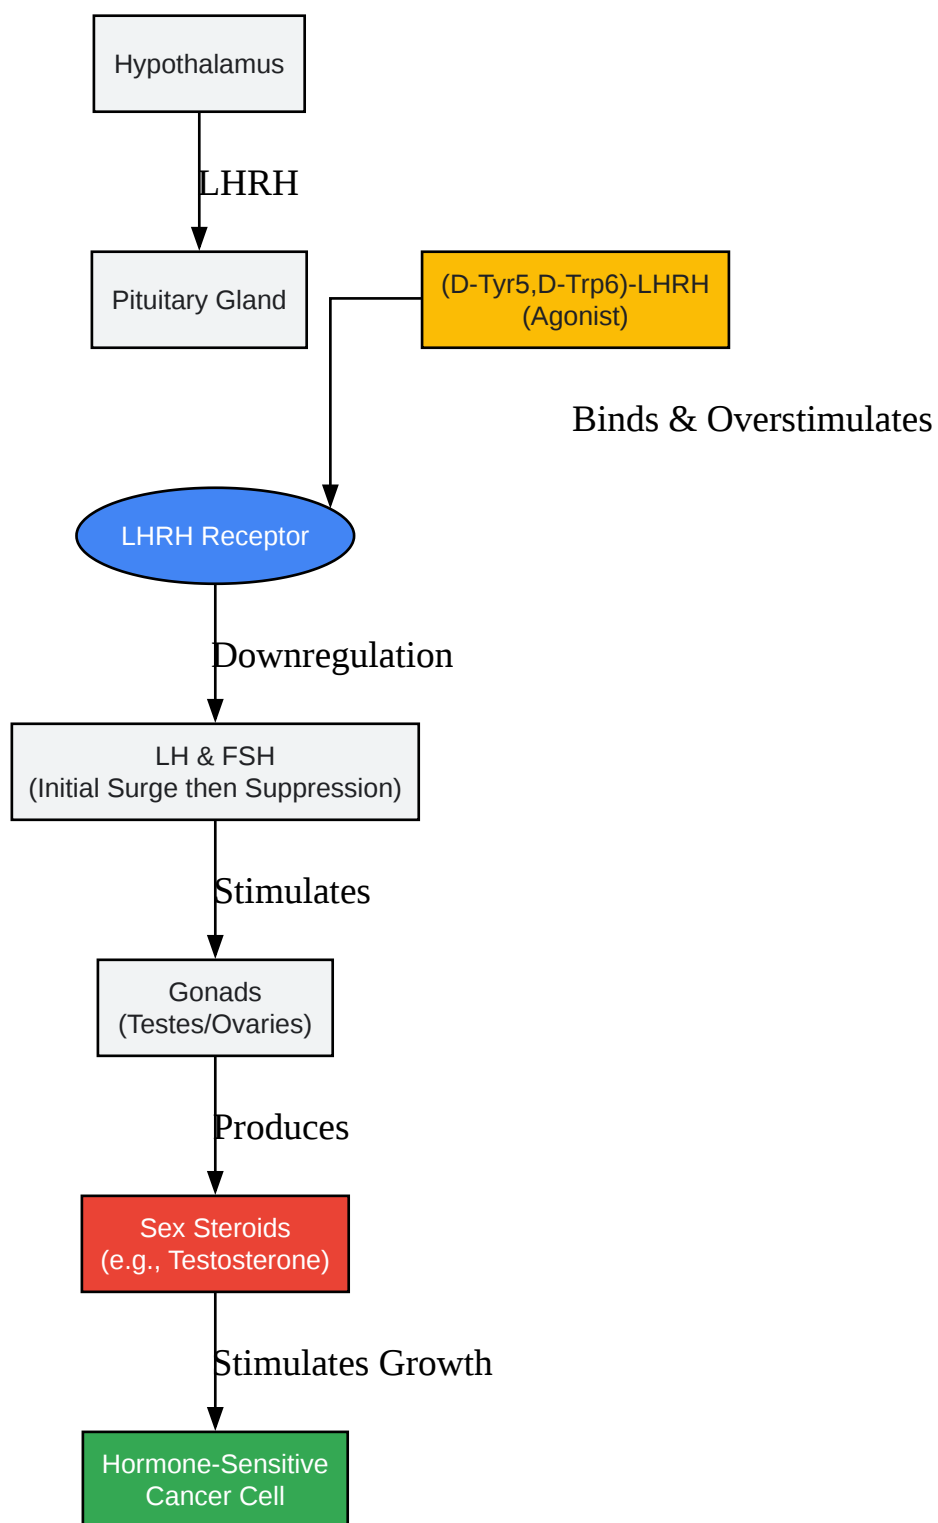 Hypothalamus
LHRH
Pituitary Gland
(D-Tyr5,D-Trp6)-LHRH
(Agonist)
Binds & Overstimulates
LHRH Receptor
Downregulation
LH & FSH
(Initial Surge then Suppression)
Stimulates
Gonads
(Testes/Ovaries)
Produces
Sex Steroids
(e.g., Testosterone)
Stimulates Growth
Hormone-Sensitive
Cancer Cell